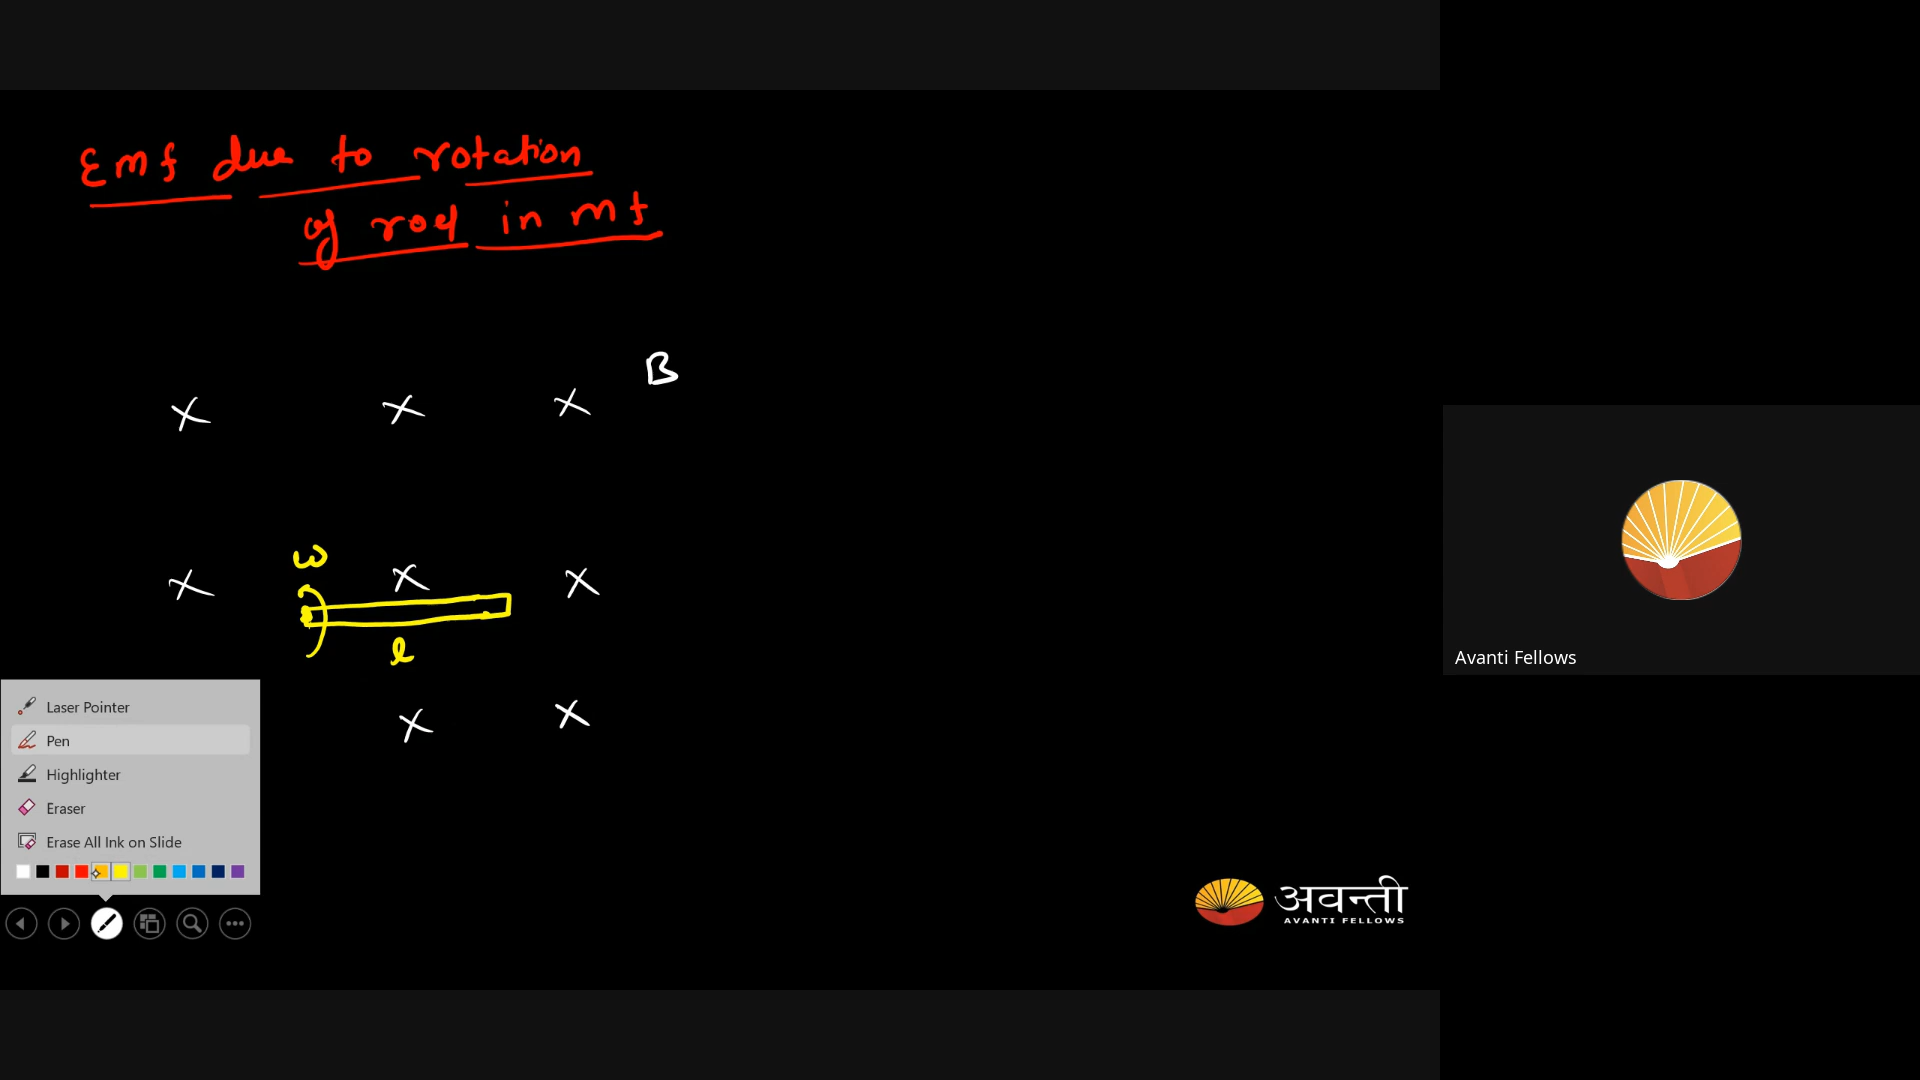 Emf due to rotation
of rod in mf
B
x x x
ω
x x x
l
x x
Laser Pointer
Pen
Highlighter
Eraser
Erase All Ink on Slide
Avanti Fellows
अवन्ती
AVANTI FELLOWS